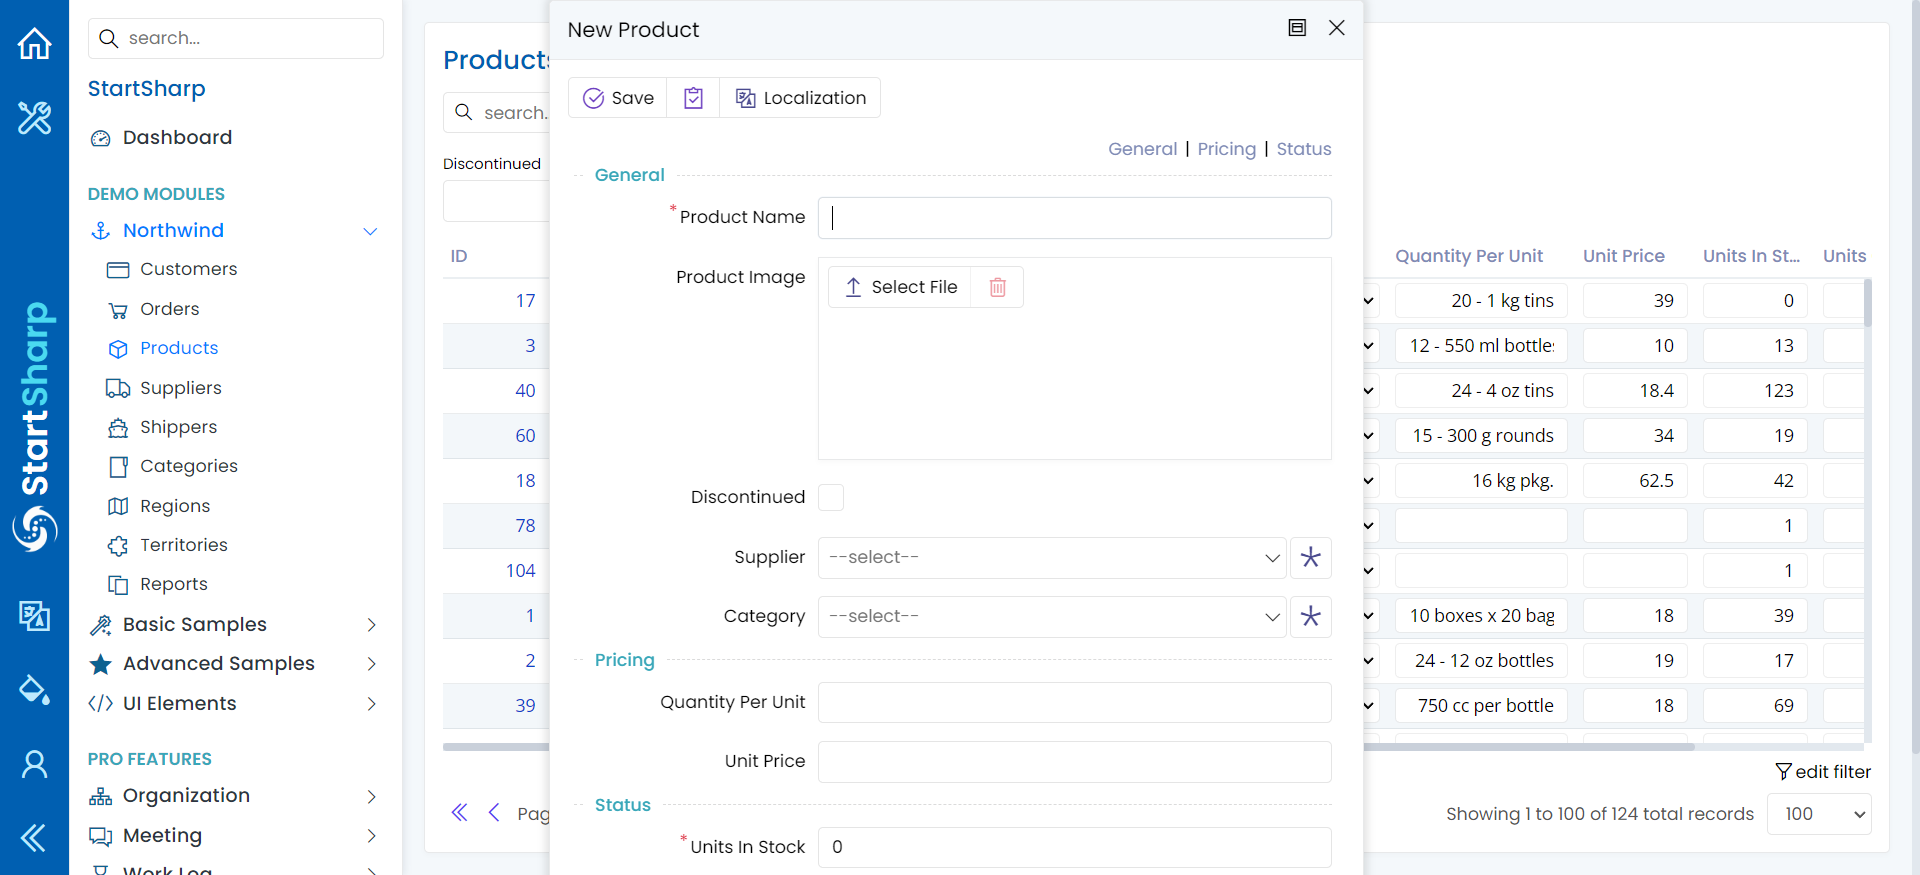 search...
StartSharp
Dashboard
DEMO MODULES
Northwind
Customers
Orders
Products
Suppliers
Shippers
Categories
Regions
Territories
Reports
Basic Samples
Advanced Samples
UI Elements
PRO FEATURES
Organization
Meeting
Work Log
StartSharp
Products
search.
Discontinued
ID
17
3
40
60
18
78
104
1
2
39
Pag
New Product
Save
Localization
General | Pricing | Status
General
* Product Name
Product Image
Select File
Discontinued
Supplier --select--
Category --select--
Pricing
Quantity Per Unit
Unit Price
Status
* Units In Stock 0
Quantity Per Unit Unit Price Units In St... Units
20 - 1 kg tins 39 0
12 - 550 ml bottles 10 13
24 - 4 oz tins 18.4 123
15 - 300 g rounds 34 19
16 kg pkg. 62.5 42
1
1
10 boxes x 20 bag 18 39
24 - 12 oz bottles 19 17
750 cc per bottle 18 69
edit filter
Showing 1 to 100 of 124 total records 100